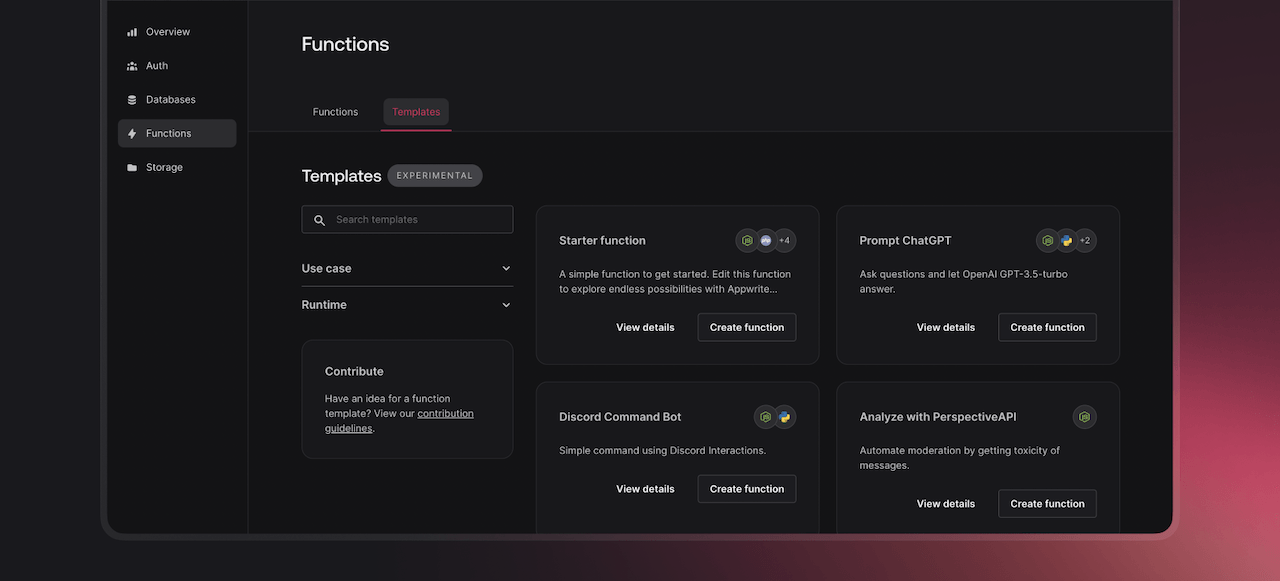 Overview
Auth
Databases
Functions
Storage
Functions
Functions
Templates
Templates
EXPERIMENTAL
Search templates
Use case
Runtime
Contribute
Have an idea for a function
template? View our contribution
guidelines.
Starter function
+4
A simple function to get started. Edit this function
to explore endless possibilities with Appwrite...
View details
Create function
Prompt ChatGPT
+2
Ask questions and let OpenAI GPT-3.5-turbo
answer.
View details
Create function
Discord Command Bot
Simple command using Discord Interactions.
View details
Create function
Analyze with PerspectiveAPI
Automate moderation by getting toxicity of
messages.
View details
Create function